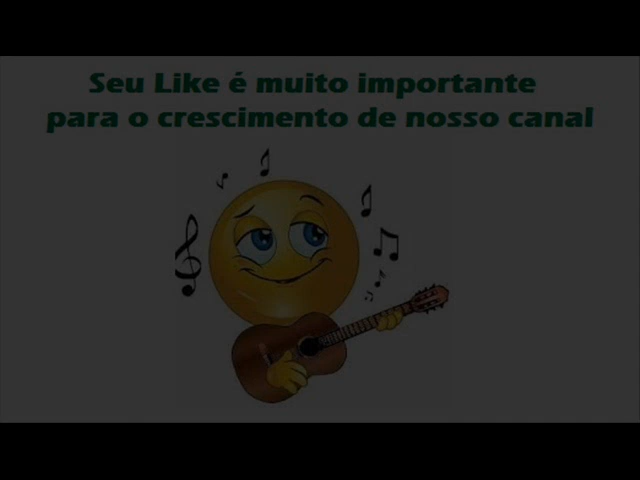 Seu Like é muito importante
para o crescimento de nosso canal